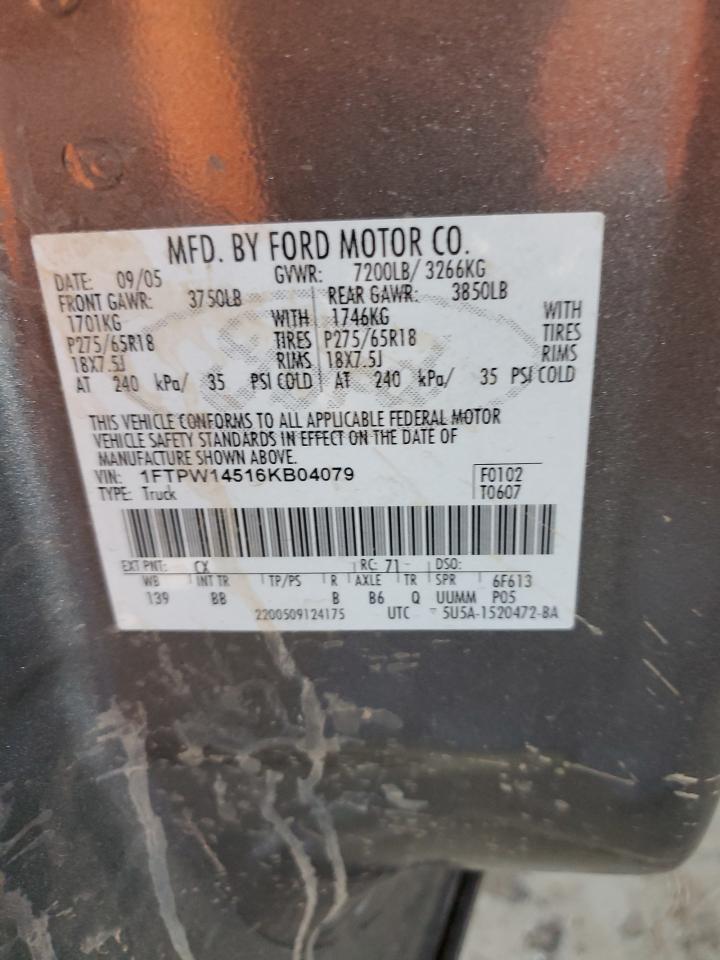 MFD. BY FORD MOTOR CO.
DATE: 09/05 GVWR: 7200LB/ 3266KG
FRONT GAWR: 3750LB REAR GAWR: 3850LB
1701KG WITH 1746KG WITH
P275/65R18 TIRES P275/65R18 TIRES
18X7.5J RIMS 18X7.5J RIMS
AT 240 kPa/ 35 PSI COLD AT 240 kPa/ 35 PSI COLD
THIS VEHICLE CONFORMS TO ALL APPLICABLE FEDERAL MOTOR
VEHICLE SAFETY STANDARDS IN EFFECT ON THE DATE OF
MANUFACTURE SHOWN ABOVE.
VIN: 1FTPW14516KB04079 F0102
TYPE: Truck T0607
EXT PNT: CX RC: 71 DSO:
WB INT TR TP/PS R AXLE TR SPR 6F613
139 BB B B6 Q UUMM P05
2200509124175 UTC 5U5A-1520472-BA